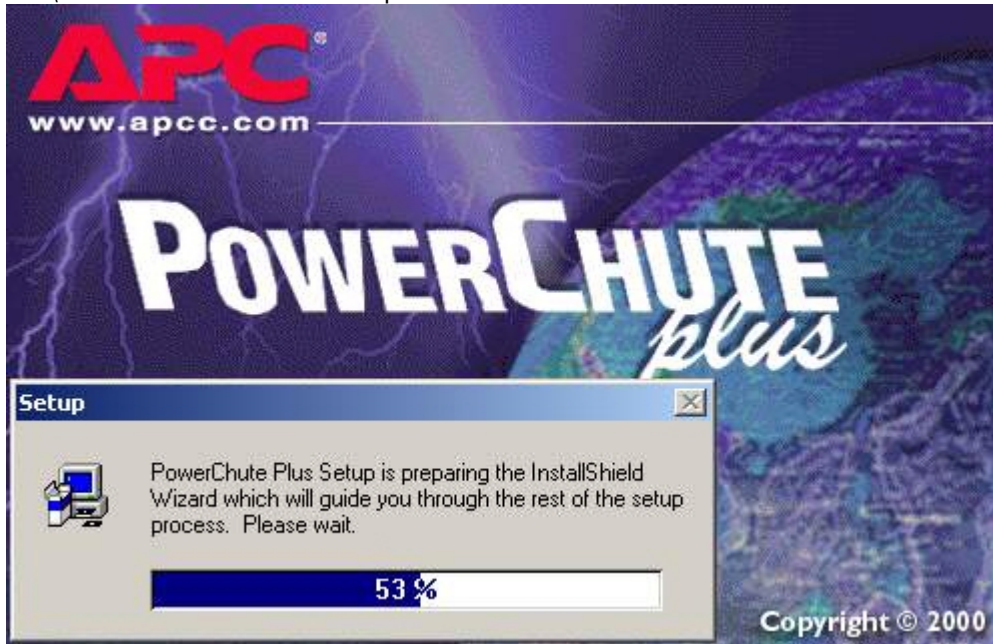 APC®
www.apcc.com
POWERCHUTE
plus
Setup
PowerChute Plus Setup is preparing the InstallShield
Wizard which will guide you through the rest of the setup
process. Please wait.
53 %
Copyright © 2000